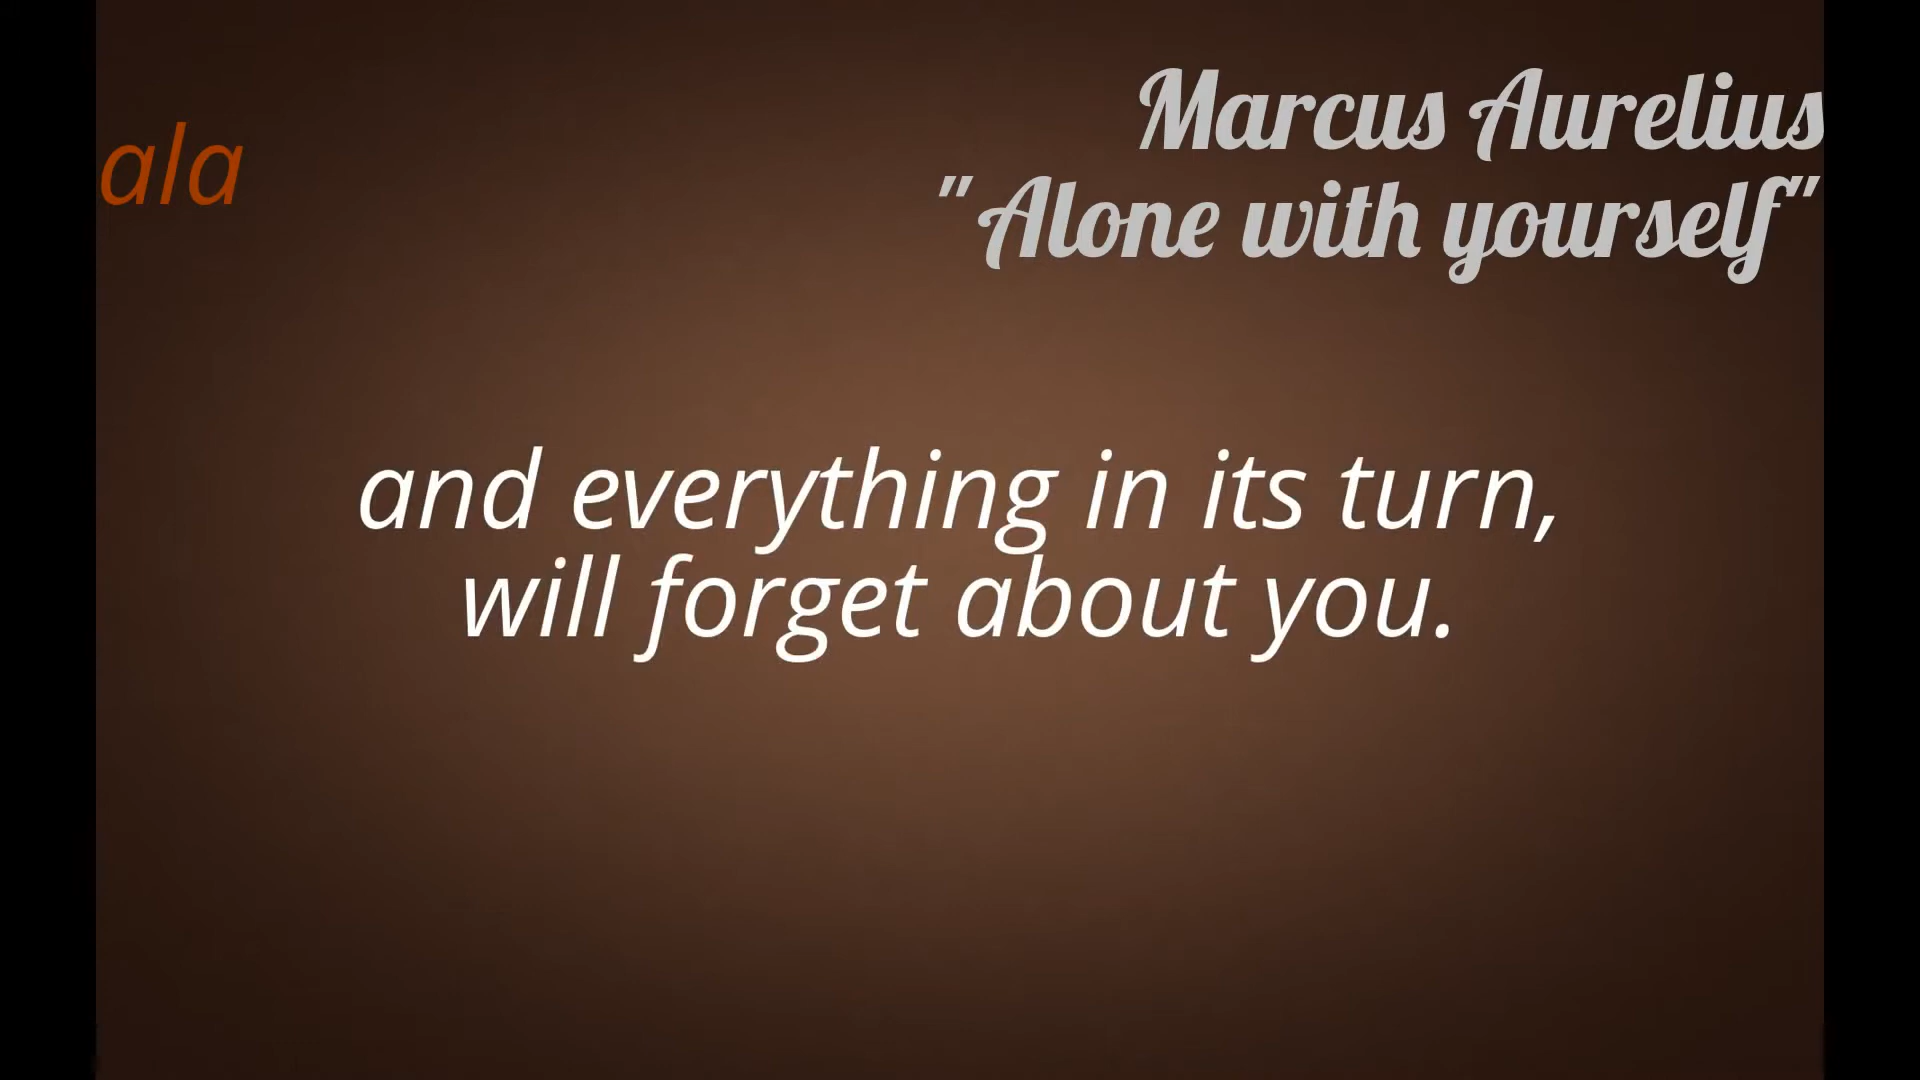 Marcus Aurelius
"Alone with yourself"
ala
and everything in its turn,
will forget about you.